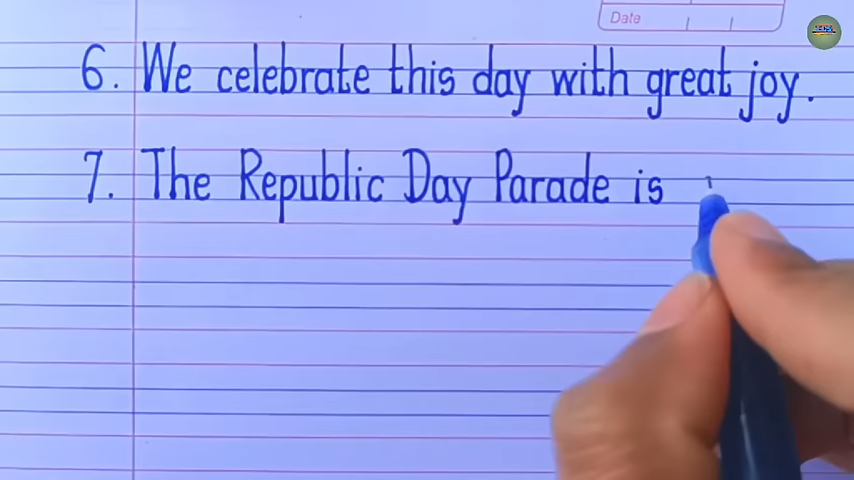 Date
6. We celebrate this day with great joy.
7. The Republic Day Parade is